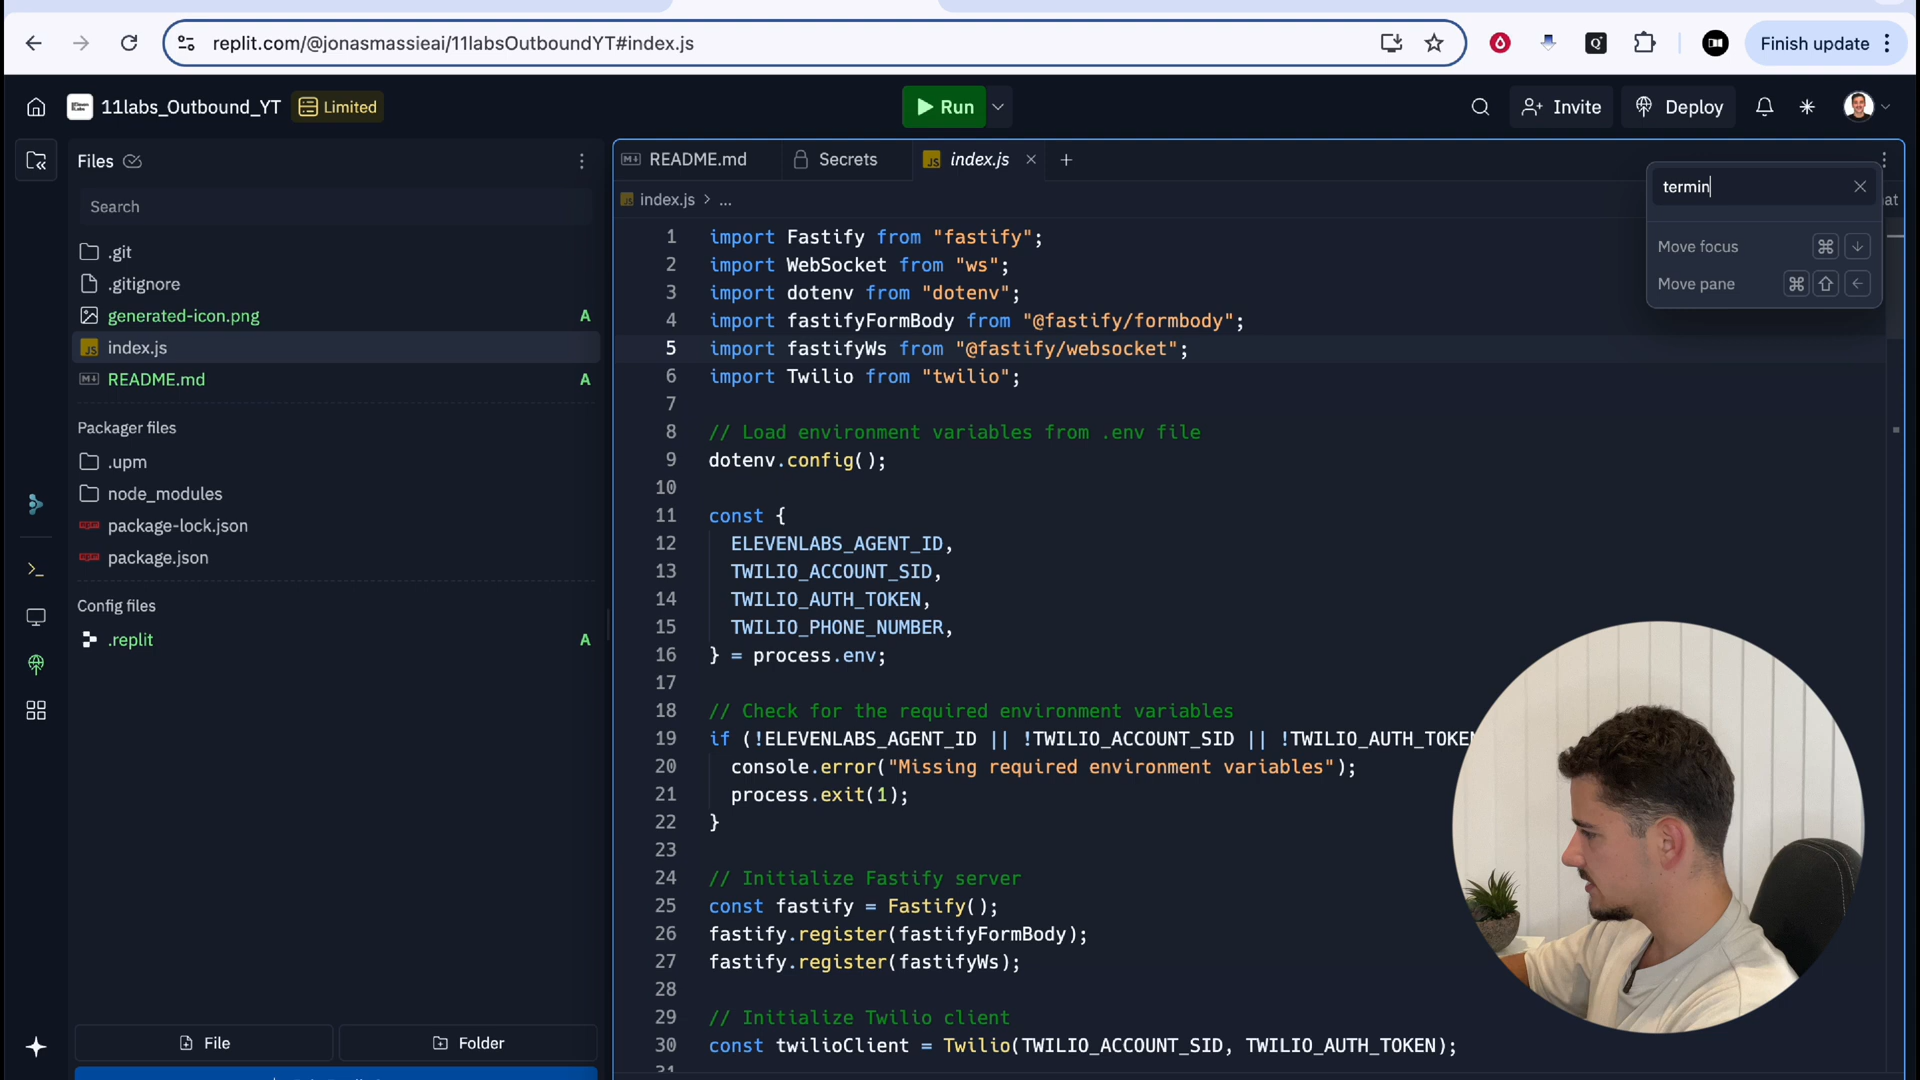 replit.com/@jonasmassieai/11labsOutboundYT#index.js
Finish update
11labs_Outbound_YT
Limited
Run
Invite
Deploy
Files
Search
.git
.gitignore
generated-icon.png A
index.js
README.md A
Packager files
.upm
node_modules
package-lock.json
package.json
Config files
.replit A
File
Folder
README.md
Secrets
JS index.js
index.js > ...
termin
at
Move focus ⌘ ↓
Move pane ⌘ ⇧ ←
1 import Fastify from "fastify";
2 import WebSocket from "ws";
3 import dotenv from "dotenv";
4 import fastifyFormBody from "@fastify/formbody";
5 import fastifyWs from "@fastify/websocket";
6 import Twilio from "twilio";
7
8 // Load environment variables from .env file
9 dotenv.config();
10
11 const {
12 ELEVENLABS_AGENT_ID,
13 TWILIO_ACCOUNT_SID,
14 TWILIO_AUTH_TOKEN,
15 TWILIO_PHONE_NUMBER,
16 } = process.env;
17
18 // Check for the required environment variables
19 if (!ELEVENLABS_AGENT_ID || !TWILIO_ACCOUNT_SID || !TWILIO_AUTH_TOKEN
20 console.error("Missing required environment variables");
21 process.exit(1);
22 }
23
24 // Initialize Fastify server
25 const fastify = Fastify();
26 fastify.register(fastifyFormBody);
27 fastify.register(fastifyWs);
28
29 // Initialize Twilio client
30 const twilioClient = Twilio(TWILIO_ACCOUNT_SID, TWILIO_AUTH_TOKEN);